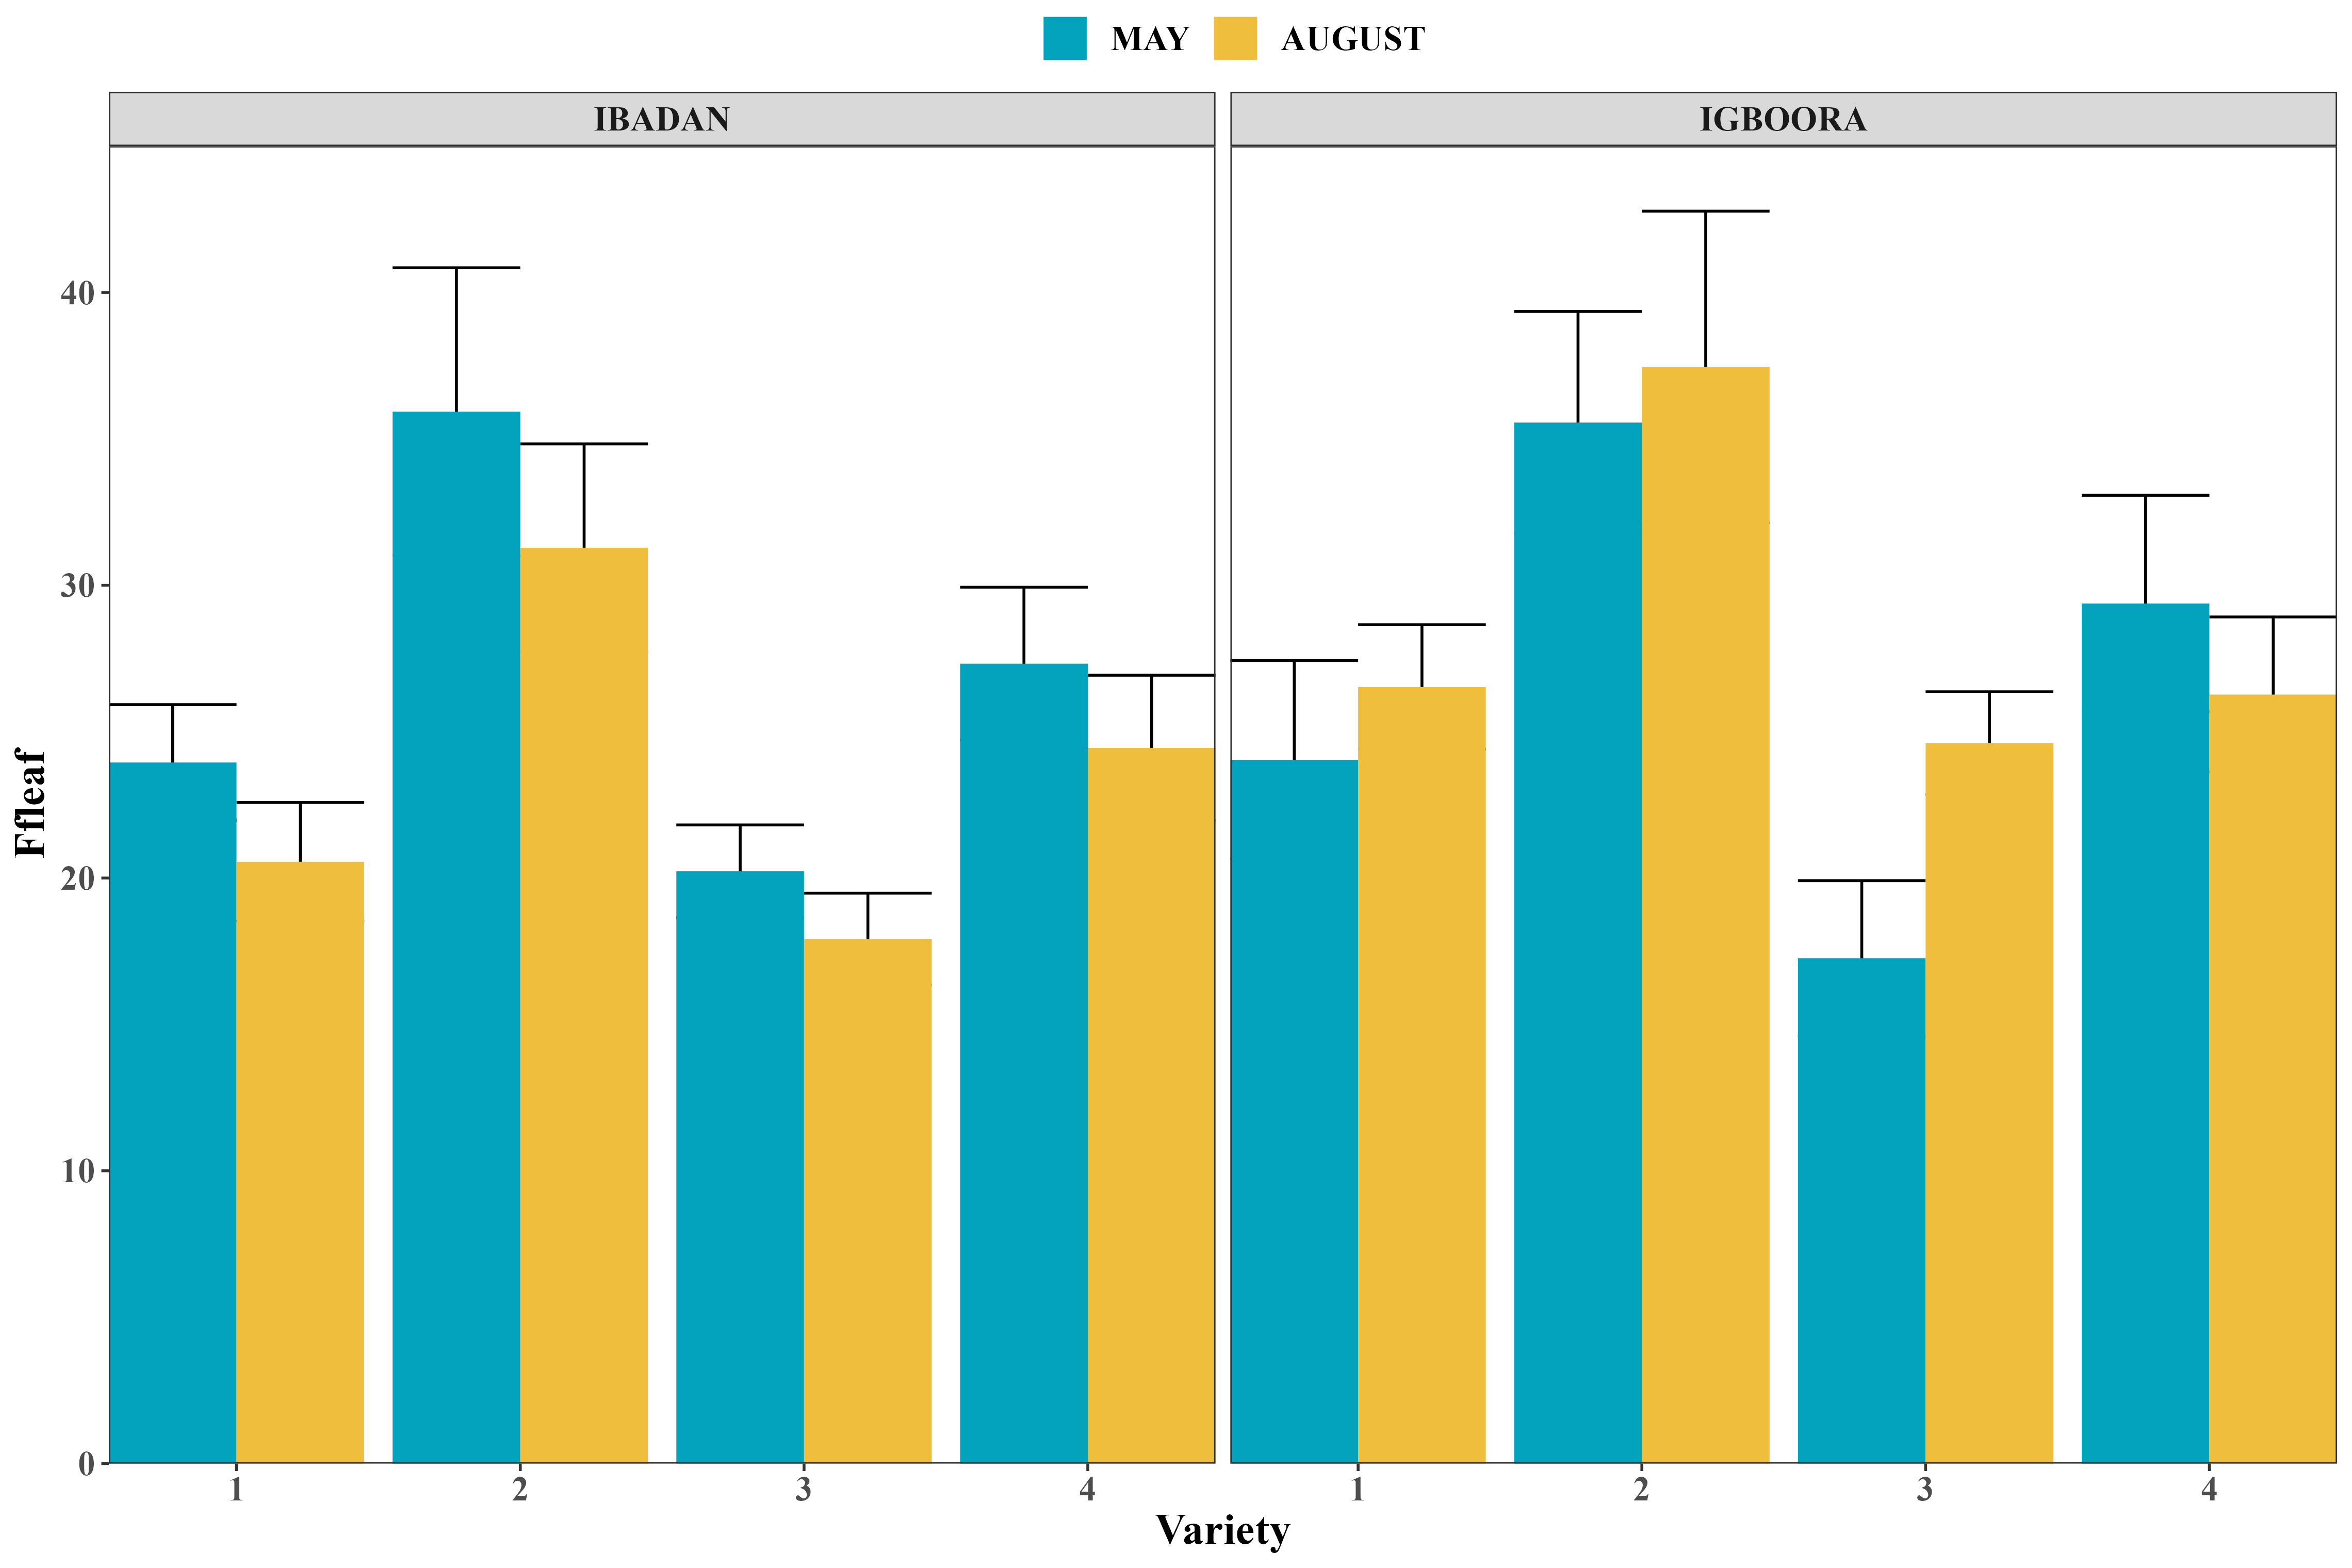 MAY AUGUST
IBADAN IGBOORA
40
30
20
10
0
Ffleaf
1 2 3 4 1 2 3 4
Variety